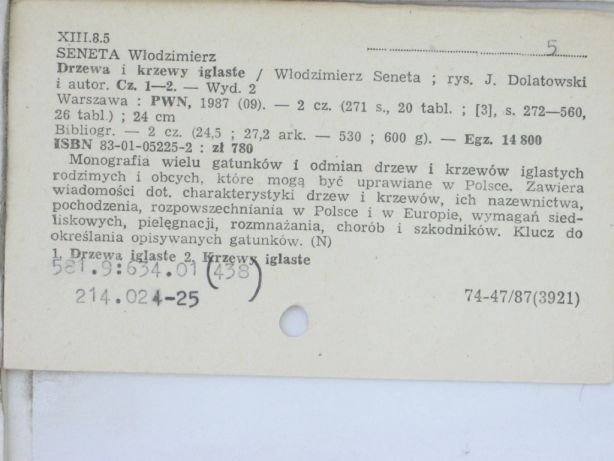 XIII.8.5
5
SENETA Włodzimierz
Drzewa i krzewy iglaste / Włodzimierz Seneta ; rys. J. Dolatowski
i autor. Cz. 1—2. — Wyd. 2
Warszawa : PWN, 1987 (09). — 2 cz. (271 s., 20 tabl. ; [3], s. 272—560,
26 tabl.) ; 24 cm
Bibliogr. — 2 cz. (24,5 ; 27,2 ark. — 530 ; 600 g). — Egz. 14 800
ISBN 83-01-05225-2 : zł 780
Monografia wielu gatunków i odmian drzew i krzewów iglastych
rodzimych i obcych, które mogą być uprawiane w Polsce. Zawiera
wiadomości dot. charakterystyki drzew i krzewów, ich nazewnictwa,
pochodzenia, rozpowszechniania w Polsce i w Europie, wymagań sied-
liskowych, pielęgnacji, rozmnażania, chorób i szkodników. Klucz do
określania opisywanych gatunków. (N)
1. Drzewa iglaste 2. Krzewy iglaste
581.9:634.01(438)
214.024-25
74-47/87(3921)